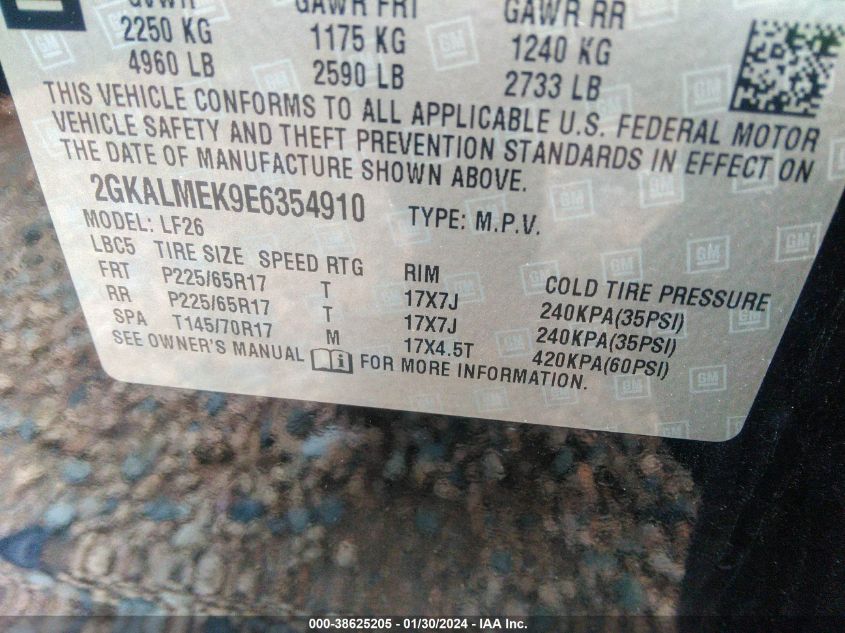 GVWR GAWR FRT GAWR RR
2250 KG 1175 KG 1240 KG
4960 LB 2590 LB 2733 LB
THIS VEHICLE CONFORMS TO ALL APPLICABLE U.S. FEDERAL MOTOR
VEHICLE SAFETY AND THEFT PREVENTION STANDARDS IN EFFECT ON
THE DATE OF MANUFACTURE SHOWN ABOVE.
2GKALMEK9E6354910 TYPE: M.P.V.
MODEL: LF26
LBC5 TIRE SIZE SPEED RTG RIM COLD TIRE PRESSURE
FRT P225/65R17 T 17X7J 240KPA(35PSI)
RR P225/65R17 T 17X7J 240KPA(35PSI)
SPA T145/70R17 M 17X4.5T 420KPA(60PSI)
SEE OWNER'S MANUAL FOR MORE INFORMATION.
000-38625205 - 01/30/2024 - IAA Inc.